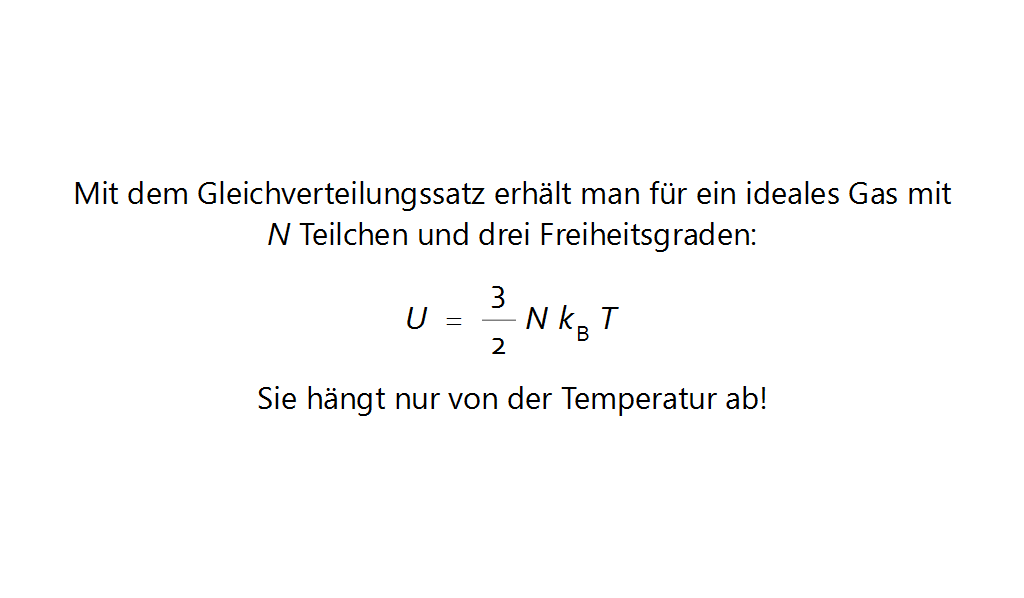 Mit dem Gleichverteilungssatz erhält man für ein ideales Gas mit
N Teilchen und drei Freiheitsgraden:
U = 3/2 N k_B T
Sie hängt nur von der Temperatur ab!